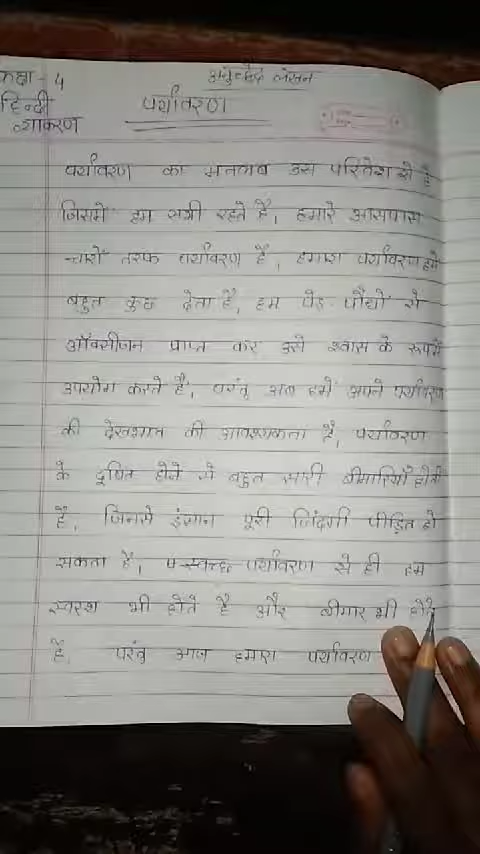 कक्षा - 4
अनुच्छेद लेखन
हिन्दी
व्याकरण
पर्यावरण
पर्यावरण का मतलब उस परिवेश से है
जिसमें हम सभी रहते है, हमारे आसपास
चारों तरफ पर्यावरण है, हमारा पर्यावरण हमें
बहुत कुछ देता है, हम पेड़ पौधों से
ऑक्सीजन प्राप्त कर उसे श्वास के रूप में
उपयोग करते है, परंतु अब हमें अपने पर्यावरण
की देखभाल की आवश्यकता है, पर्यावरण
के दूषित होने से बहुत सारी बीमारियाँ होती
है, जिनसे इंसान पूरी जिंदगी पीड़ित हो
सकता है, स्वच्छ पर्यावरण से ही हम
स्वस्थ भी होते है और बीमार भी होते
है, परंतु आज हमारा पर्यावरण